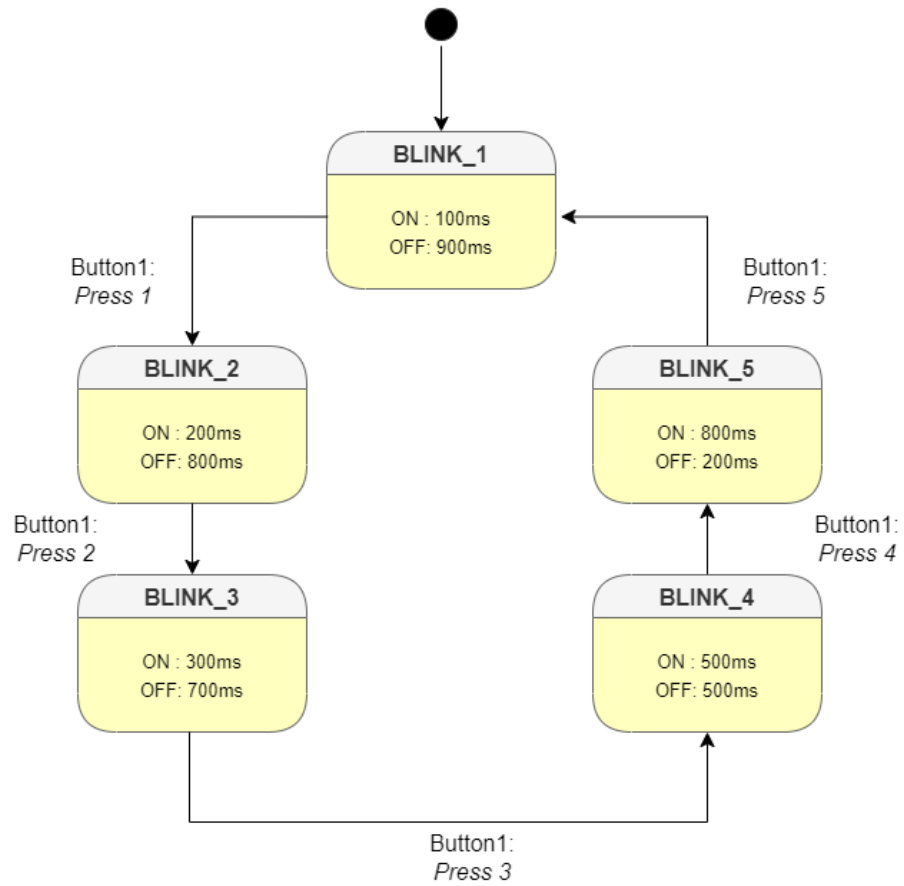 BLINK_1
ON : 100ms
OFF: 900ms
Button1:
Press 1
Button1:
Press 5
BLINK_2
ON : 200ms
OFF: 800ms
BLINK_5
ON : 800ms
OFF: 200ms
Button1:
Press 2
Button1:
Press 4
BLINK_3
ON : 300ms
OFF: 700ms
BLINK_4
ON : 500ms
OFF: 500ms
Button1:
Press 3